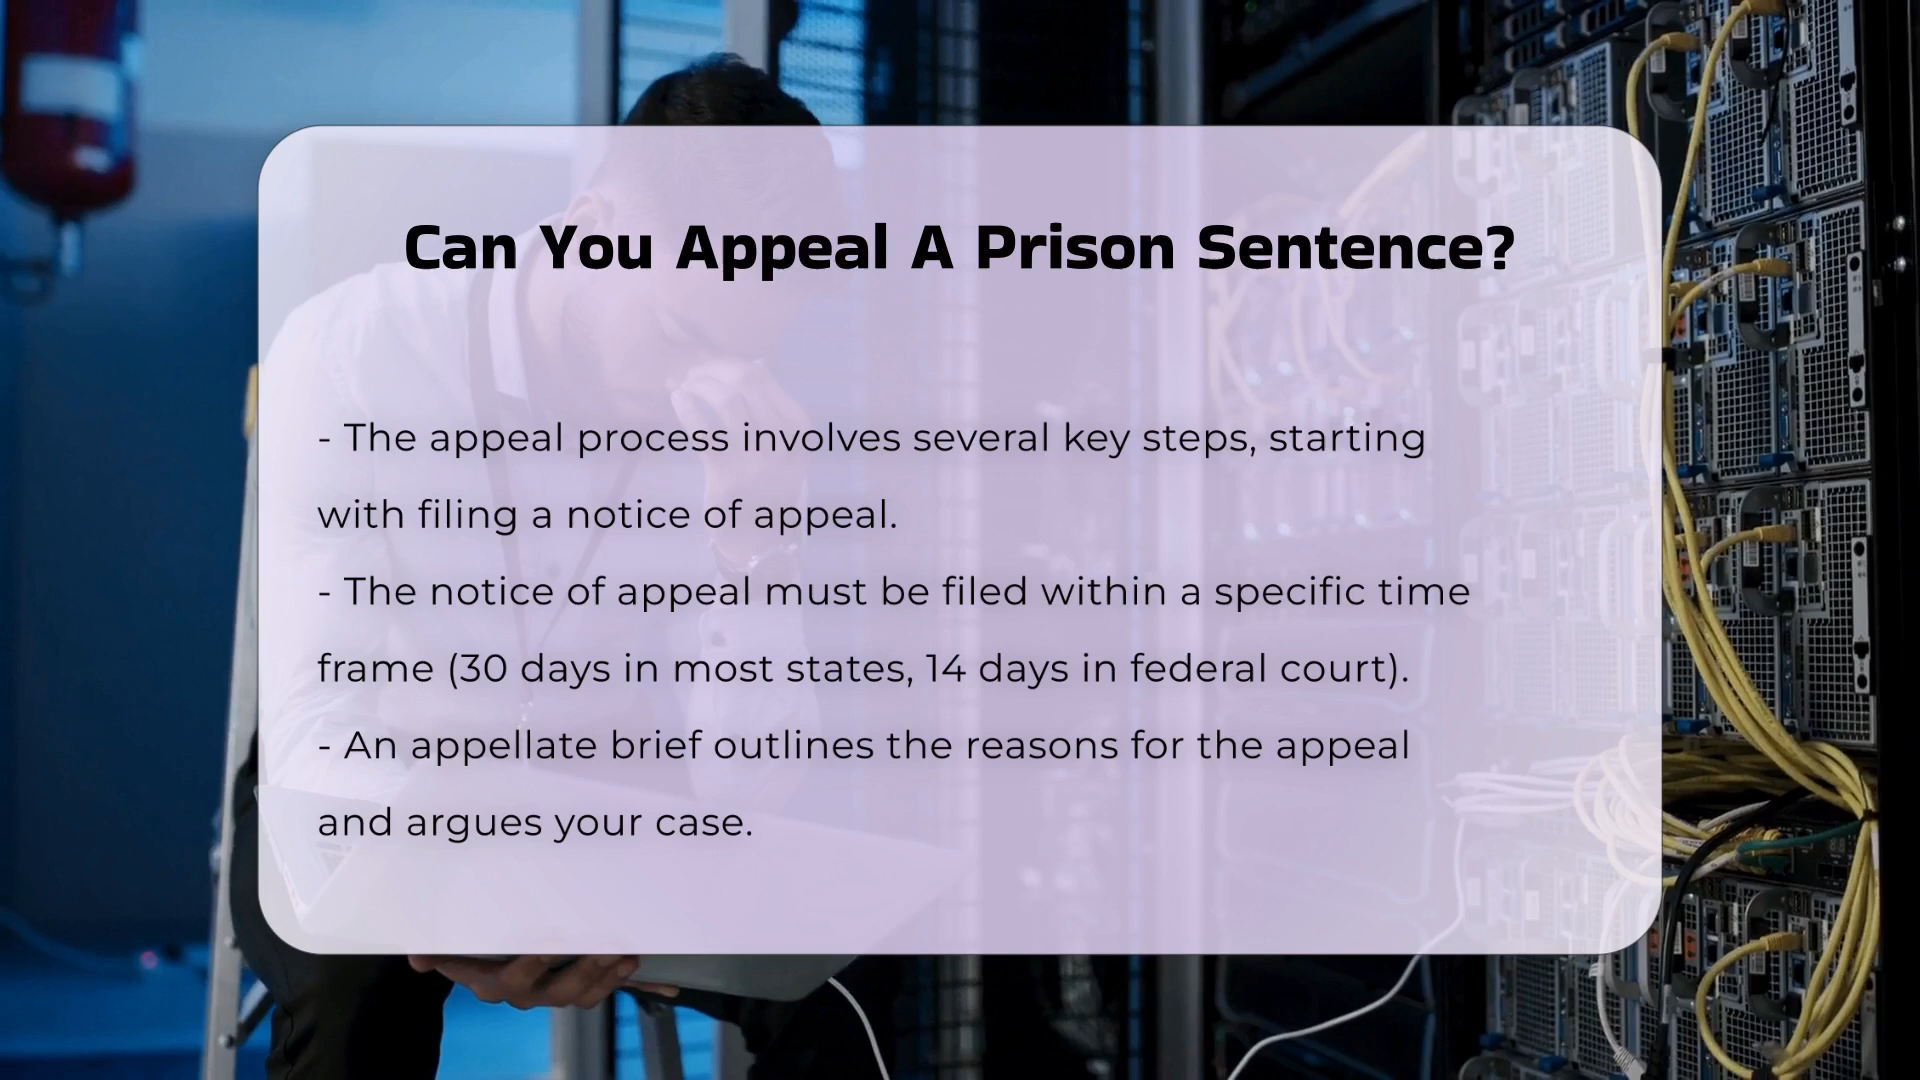 Can You Appeal A Prison Sentence?
- The appeal process involves several key steps, starting
with filing a notice of appeal.
- The notice of appeal must be filed within a specific time
frame (30 days in most states, 14 days in federal court).
- An appellate brief outlines the reasons for the appeal
and argues your case.